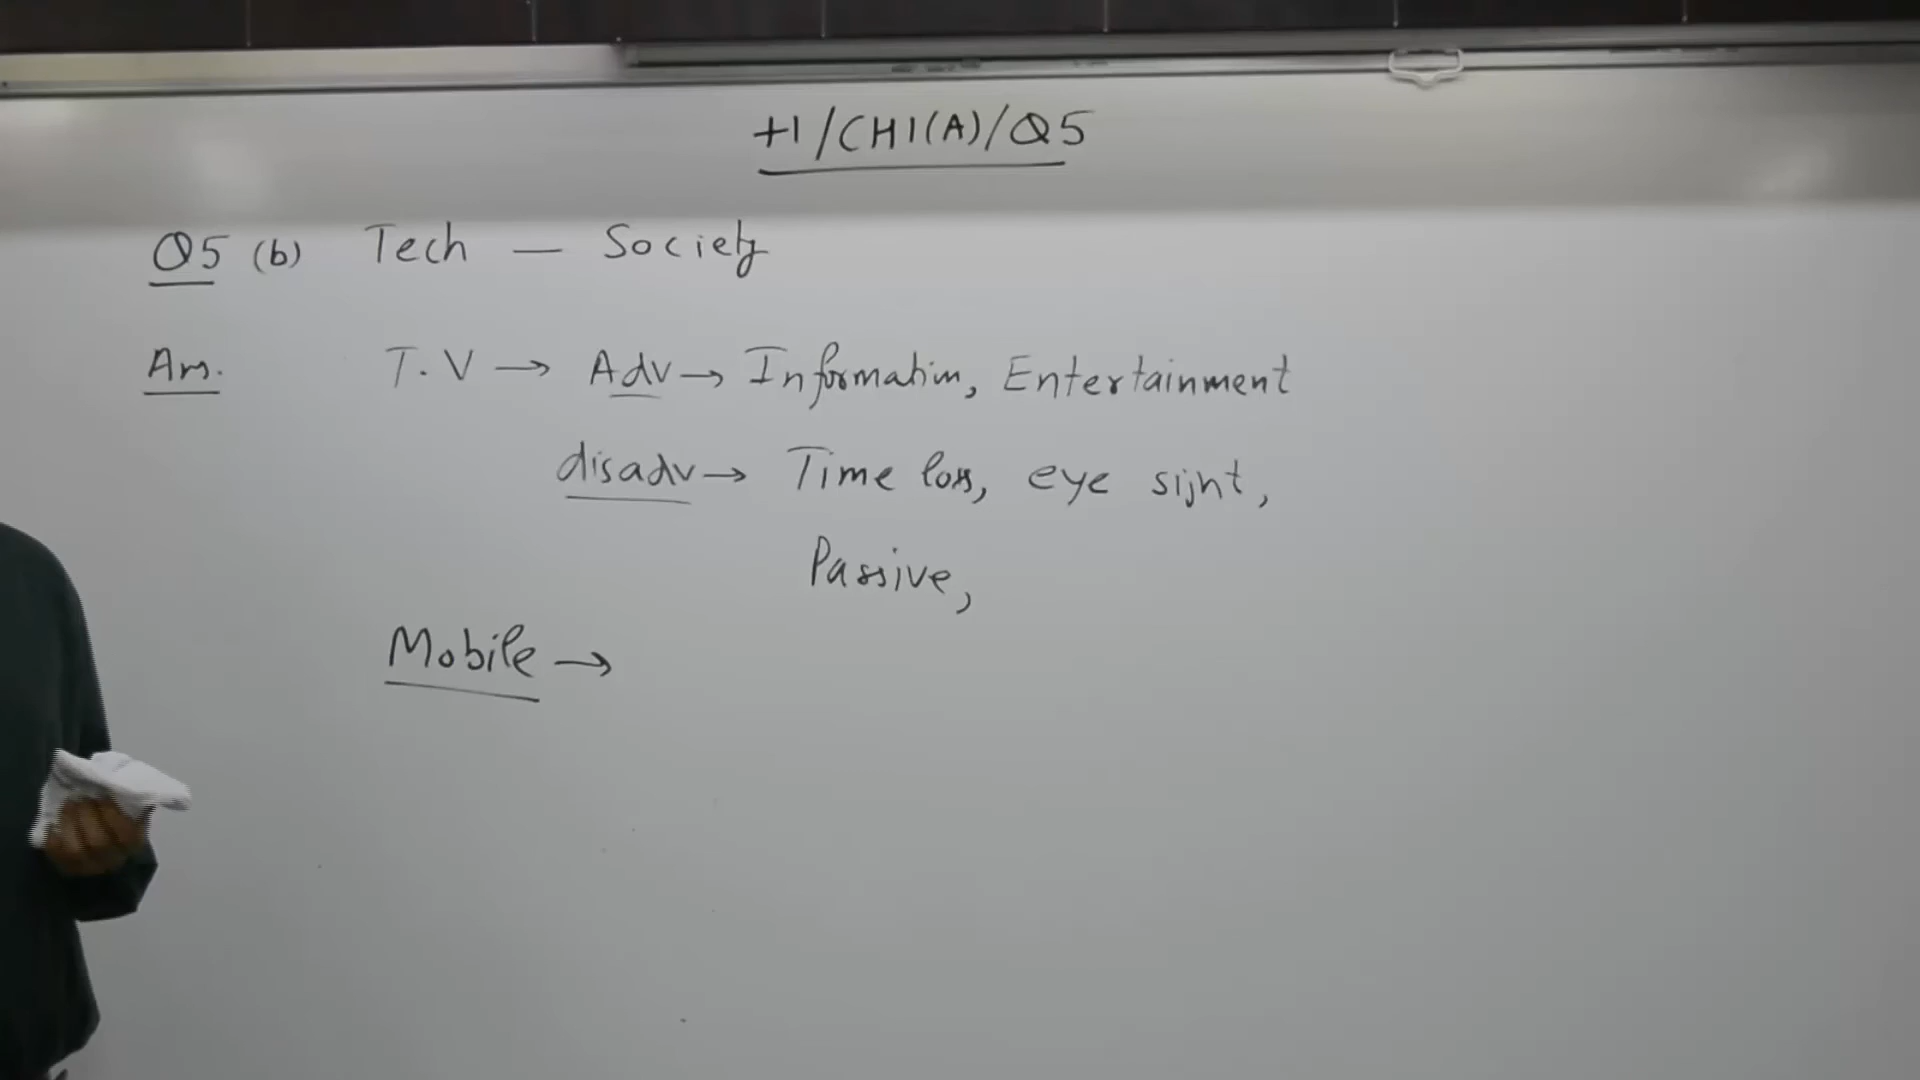 +1/CH1(A)/Q5
Q5 (b) Tech — Society
Ans. T.V → Adv → Information, Entertainment
disadv → Time loss, eye sight,
Passive,
Mobile →